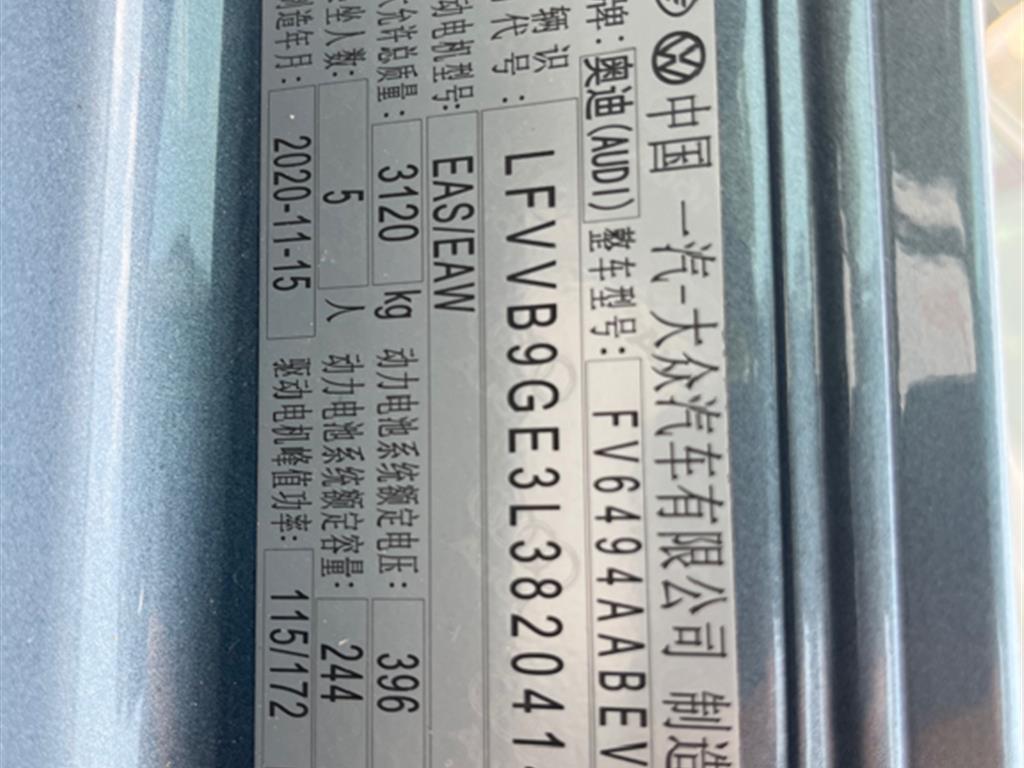 中国 一汽-大众汽车有限公司 制造
牌: 奥迪(AUDI) 整车型号: FV6494AABEV
辆识
代号: LFVVB9GE3L382041
动电机型号: EAS/EAW
允许总质量: 3120 kg 动力电池系统额定电压: 396
坐人数: 5 人 动力电池系统额定容量: 244
制造年月: 2020-11-15 驱动电机峰值功率: 115/172